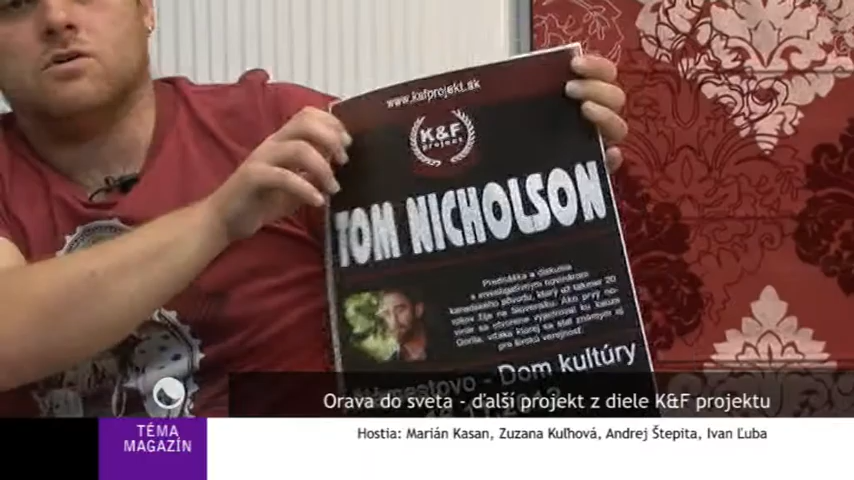 www.kafprojekt.sk
K&F
project
TOM NICHOLSON
Prednáška a diskusia
s investigatívnym novinárom
kanadského pôvodu, ktorý už takmer 20
rokov žije na Slovensku. Ako prvý no-
vinár sa otvorene vyjadroval ku kauze
Gorila, vďaka ktorej sa stal známym aj
pre širokú verejnosť.
- Dom kultúry
Orava do sveta - ďalší projekt z diele K&F projektu
Hostia: Marián Kasan, Zuzana Kuľhová, Andrej Štepita, Ivan Ľuba
TÉMA
MAGAZÍN